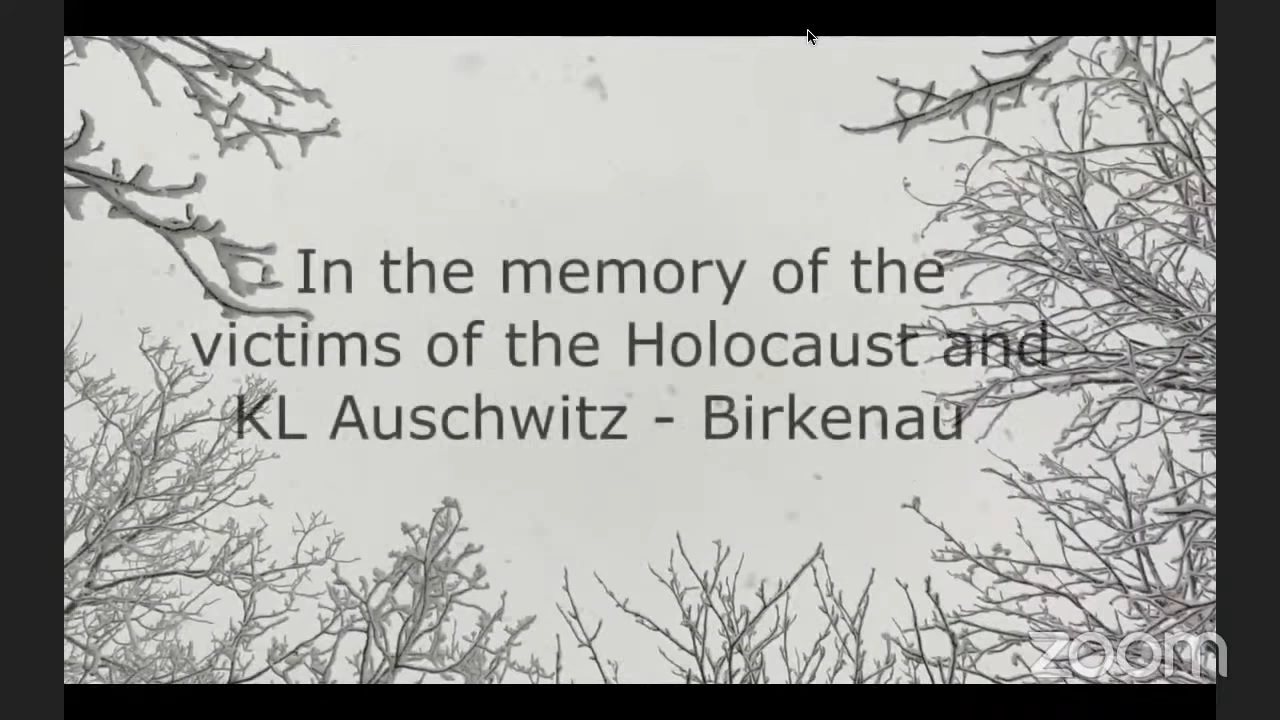 In the memory of the
victims of the Holocaust and
KL Auschwitz - Birkenau
zoom